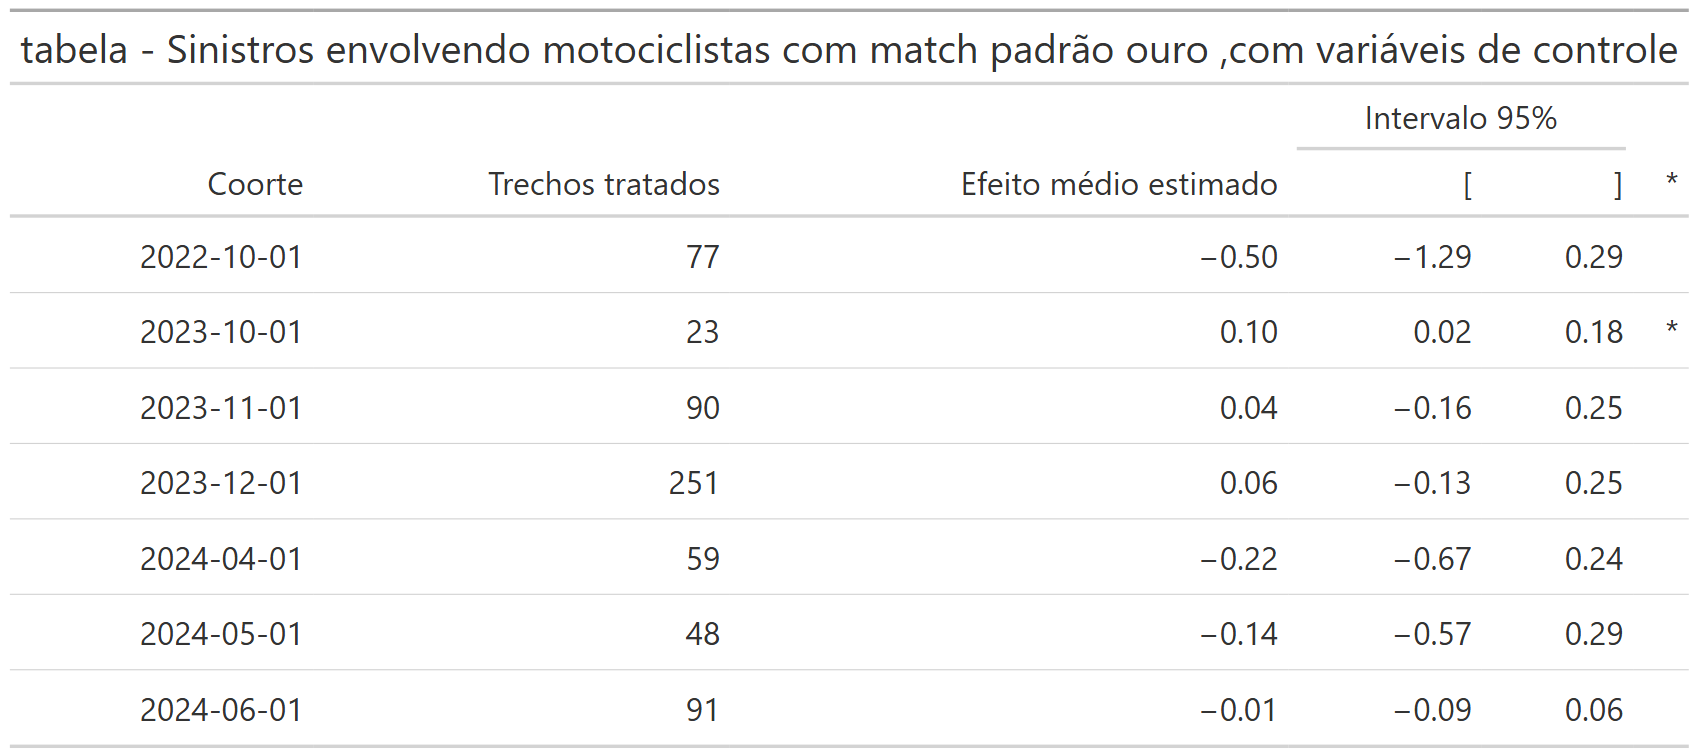 tabela - Sinistros envolvendo motociclistas com match padrão ouro ,com variáveis de controle
Intervalo 95%
Coorte Trechos tratados Efeito médio estimado [ ] *
2022-10-01 77 −0.50 −1.29 0.29
2023-10-01 23 0.10 0.02 0.18 *
2023-11-01 90 0.04 −0.16 0.25
2023-12-01 251 0.06 −0.13 0.25
2024-04-01 59 −0.22 −0.67 0.24
2024-05-01 48 −0.14 −0.57 0.29
2024-06-01 91 −0.01 −0.09 0.06